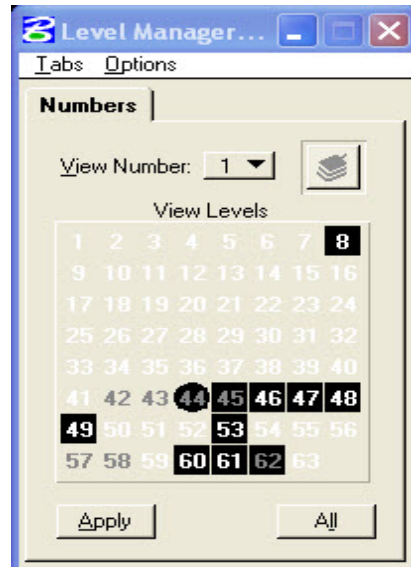 Level Manager...
Tabs Options
Numbers
View Number: 1
View Levels
1 2 3 4 5 6 7 8
9 10 11 12 13 14 15 16
17 18 19 20 21 22 23 24
25 26 27 28 29 30 31 32
33 34 35 36 37 38 39 40
41 42 43 44 45 46 47 48
49 50 51 52 53 54 55 56
57 58 59 60 61 62 63
Apply All